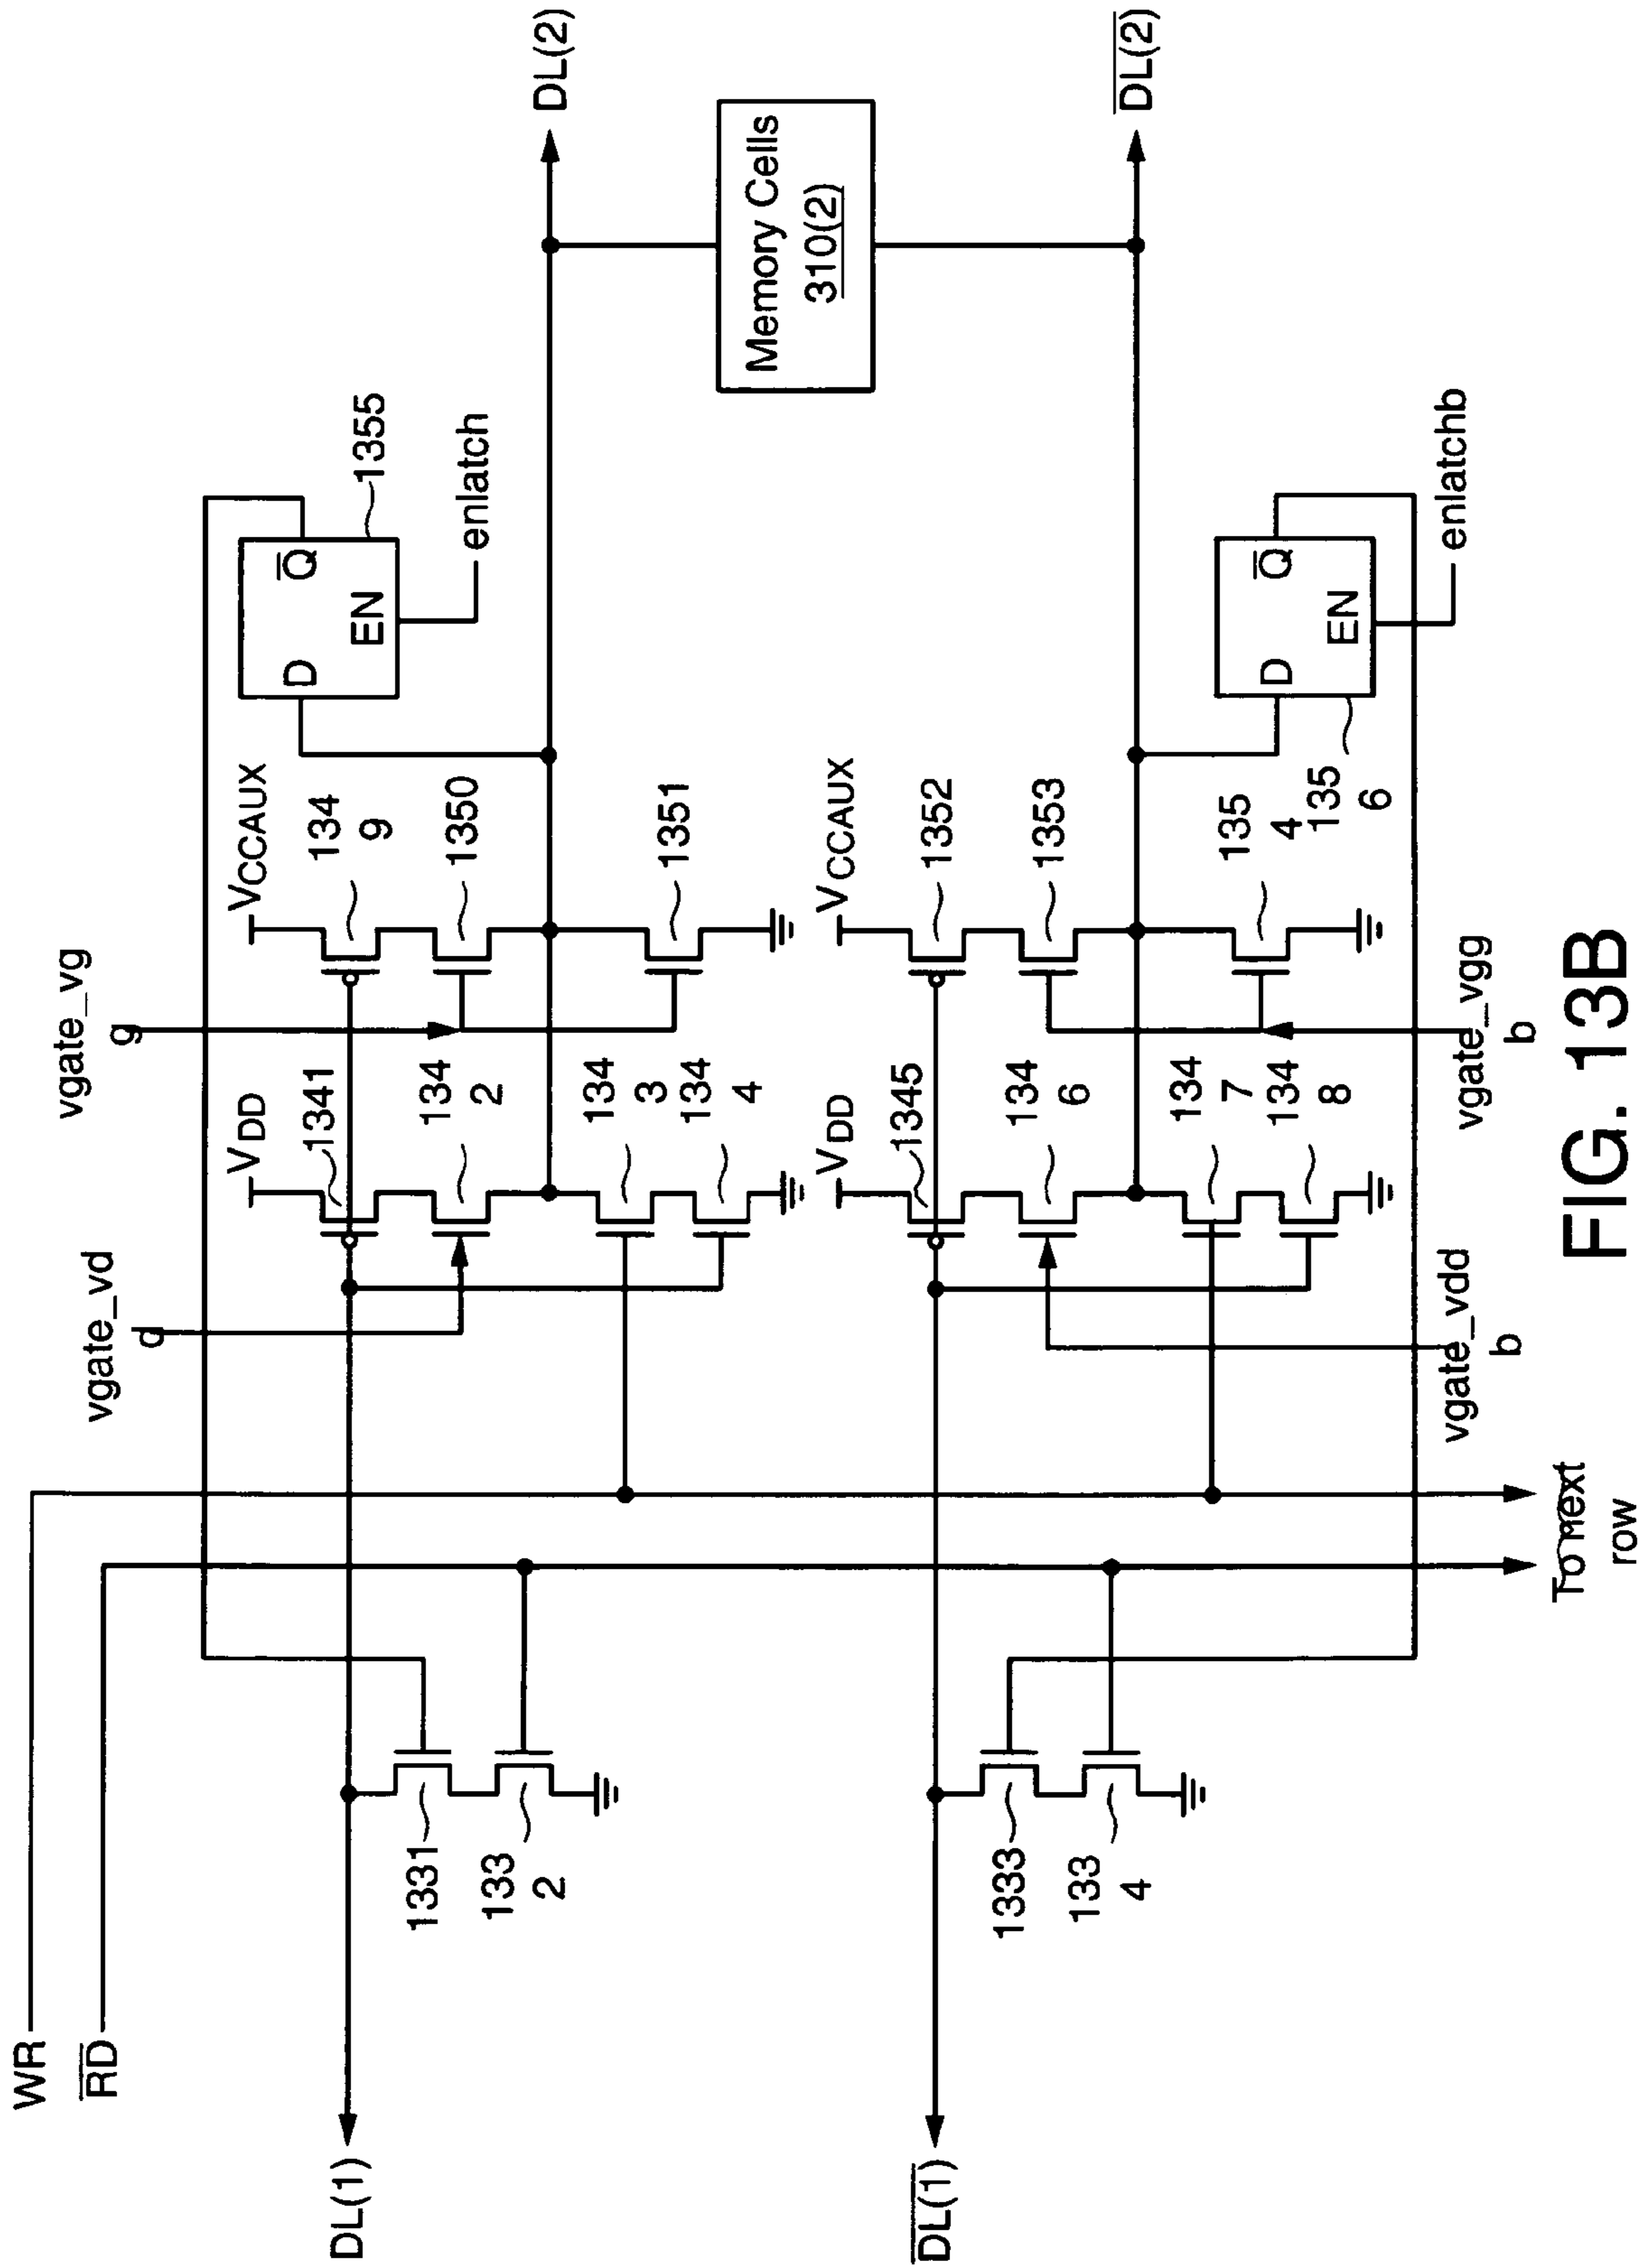 WR
RD
DL(1)
DL(1)
1331
133
2
1333
133
4
vgate_vd
d
vgate_vg
g
VDD
1341
134
2
134
3
134
4
VCCAUX
134
9
1350
1351
D
Q
EN
1355
enlatch
DL(2)
Memory Cells
310(2)
DL(2)
VDD
1345
134
6
134
7
134
8
VCCAUX
1352
1353
135
4
135
6
D
Q
EN
enlatchb
vgate_vdd
b
vgate_vgg
b
To next
row
FIG. 13B